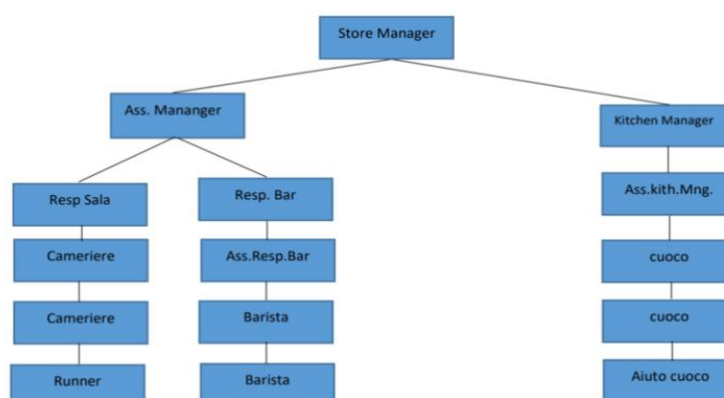 Store Manager
Ass. Mananger
Kitchen Manager
Resp Sala
Resp. Bar
Ass.kith.Mng.
Cameriere
Ass.Resp.Bar
cuoco
Cameriere
Barista
cuoco
Runner
Barista
Aiuto cuoco